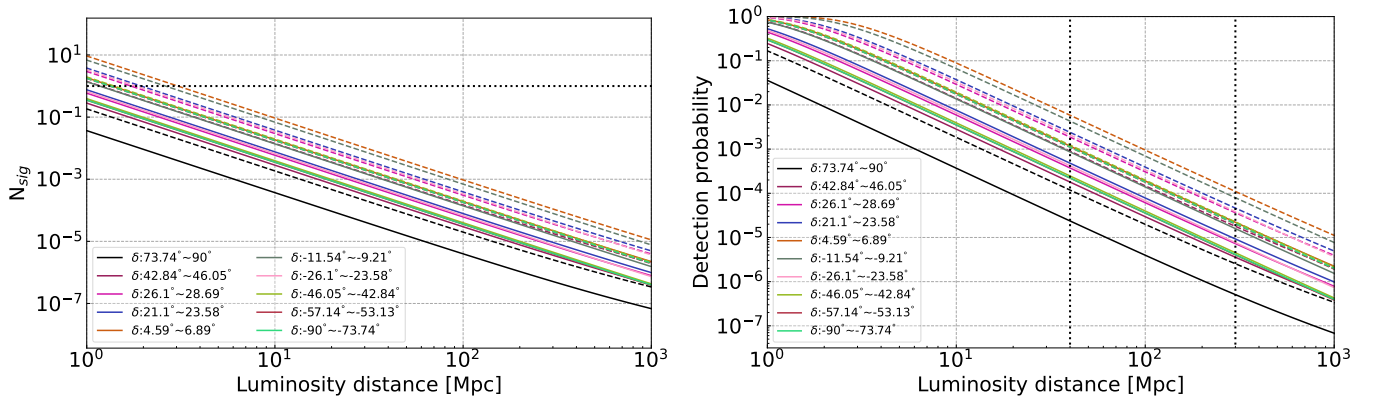 N_sig
10^1
10^-1
10^-3
10^-5
10^-7
δ:73.74°~90°
δ:42.84°~46.05°
δ:26.1°~28.69°
δ:21.1°~23.58°
δ:4.59°~6.89°
δ:-11.54°~-9.21°
δ:-26.1°~-23.58°
δ:-46.05°~-42.84°
δ:-57.14°~-53.13°
δ:-90°~-73.74°
10^0 10^1 10^2 10^3
Luminosity distance [Mpc]
Detection probability
10^0
10^-1
10^-2
10^-3
10^-4
10^-5
10^-6
10^-7
δ:73.74°~90°
δ:42.84°~46.05°
δ:26.1°~28.69°
δ:21.1°~23.58°
δ:4.59°~6.89°
δ:-11.54°~-9.21°
δ:-26.1°~-23.58°
δ:-46.05°~-42.84°
δ:-57.14°~-53.13°
δ:-90°~-73.74°
10^0 10^1 10^2 10^3
Luminosity distance [Mpc]